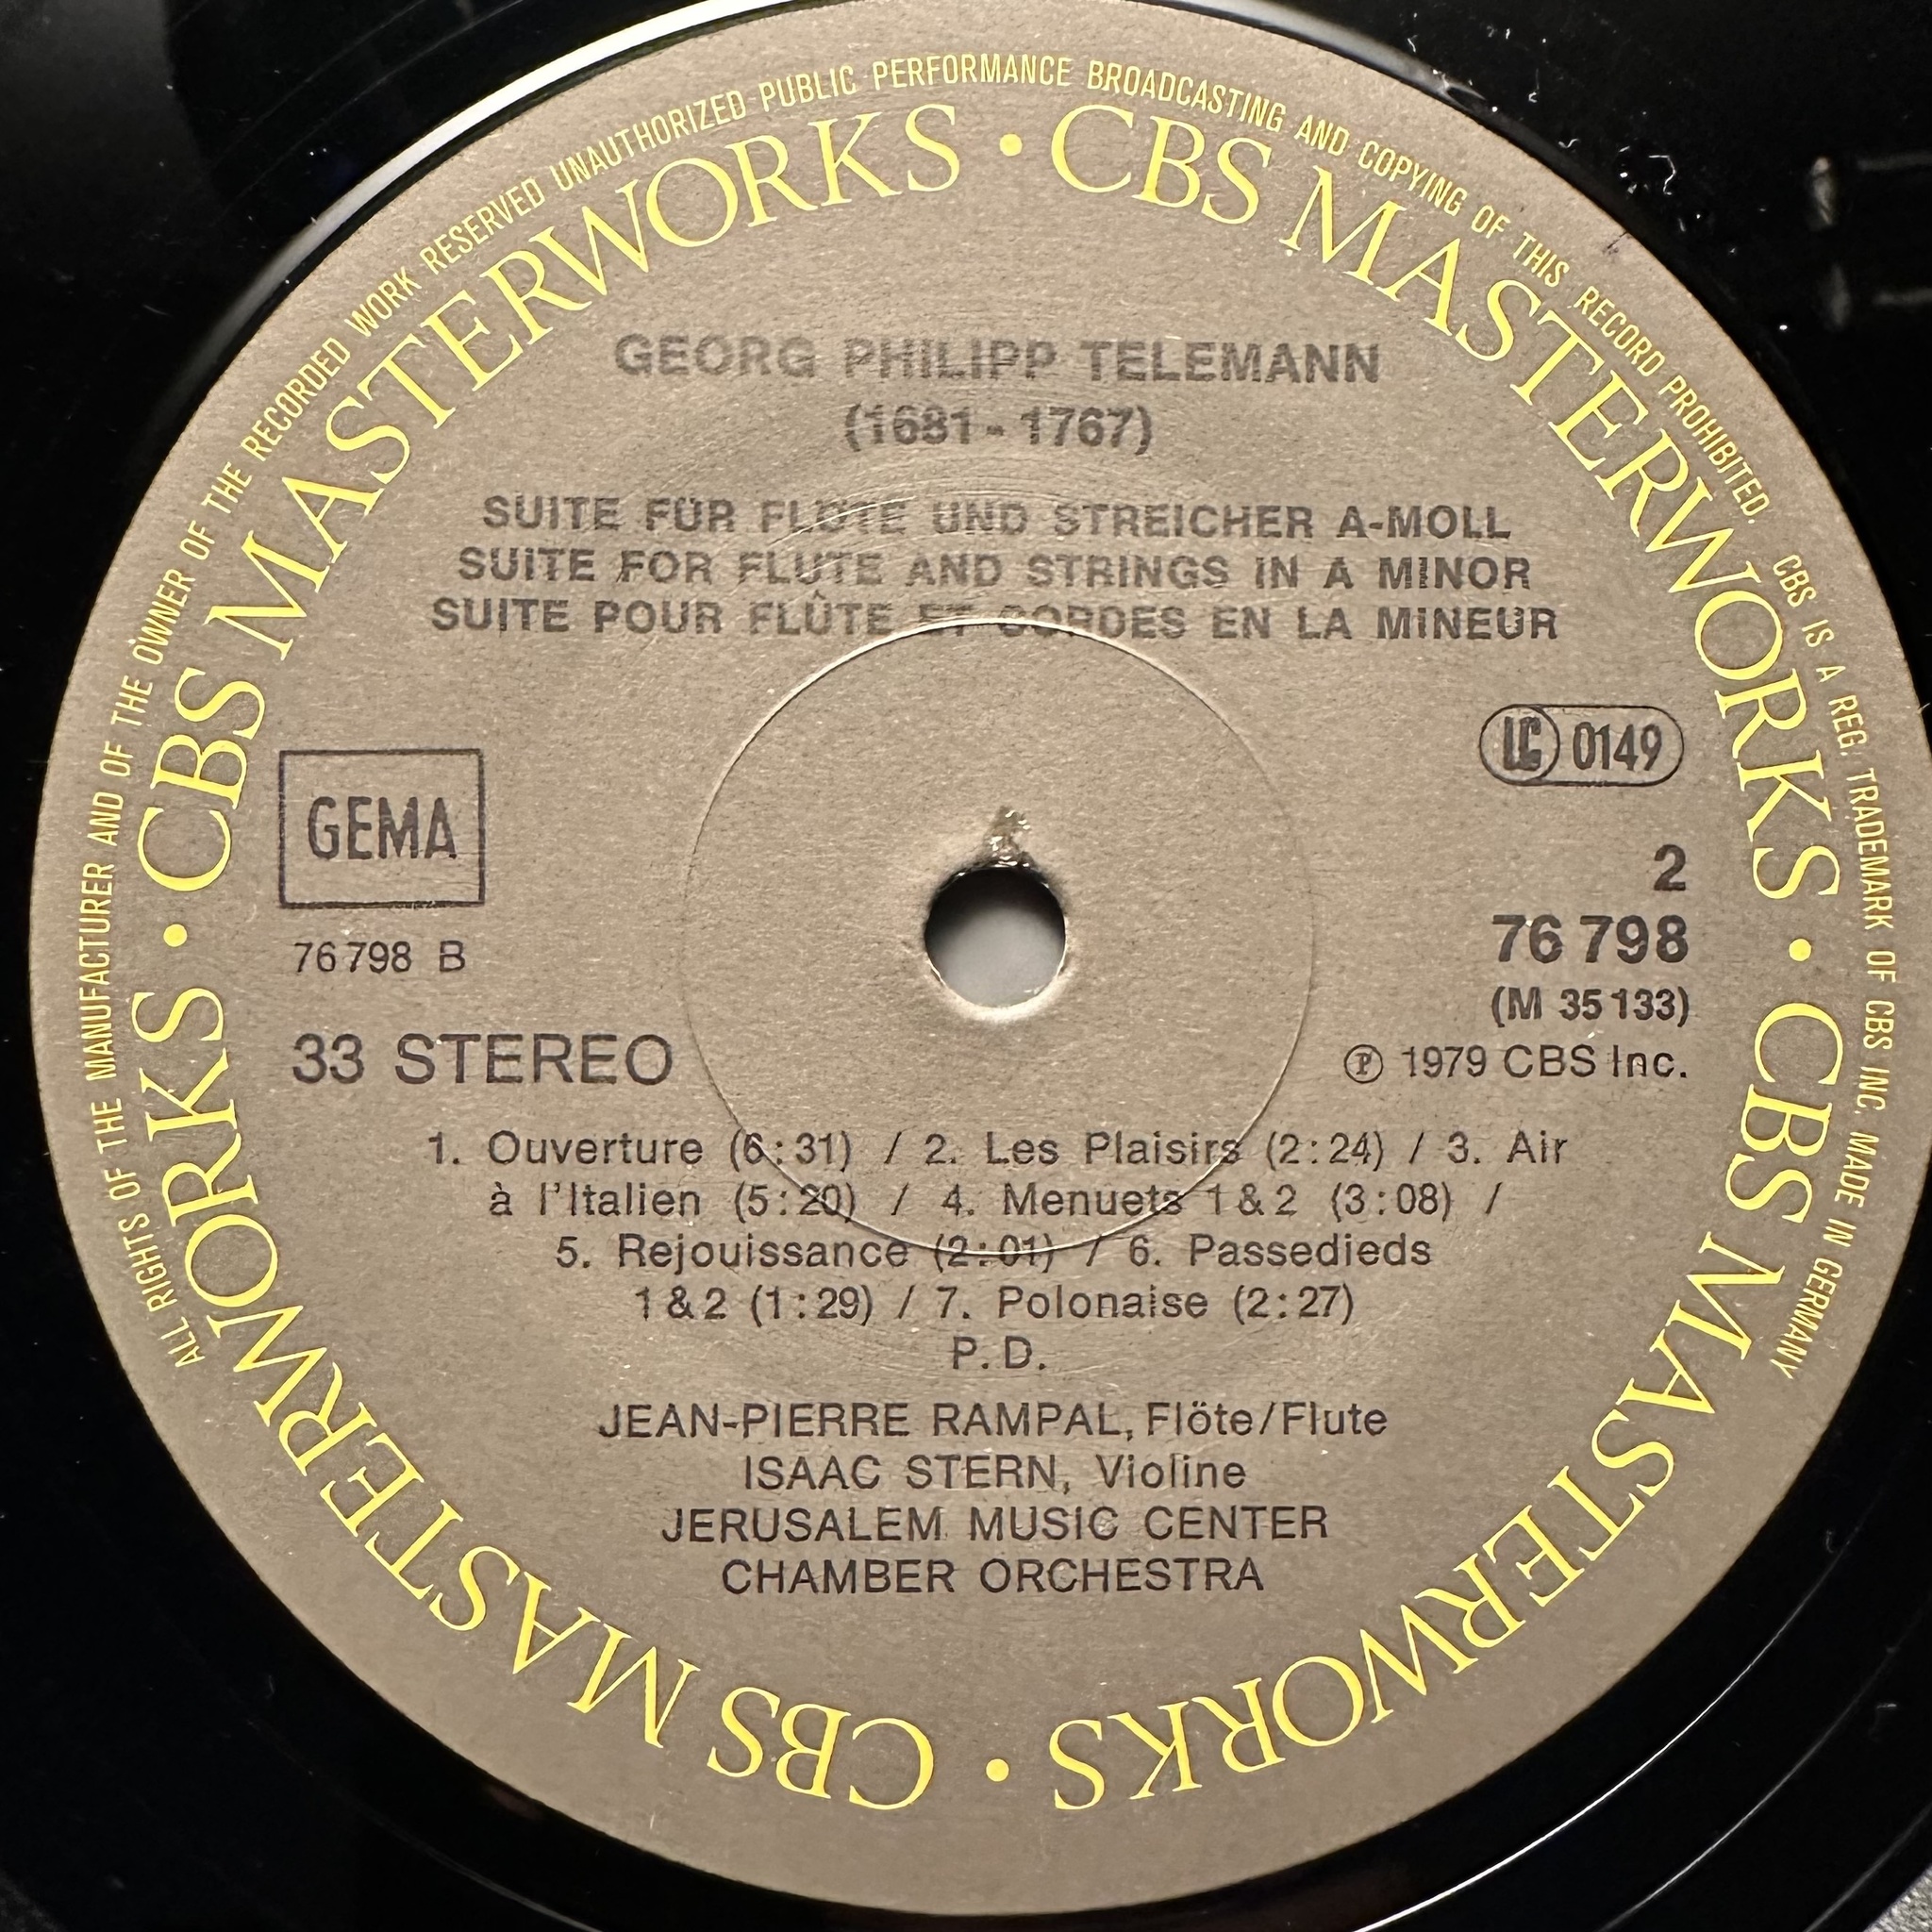 ALL RIGHTS OF THE MANUFACTURER AND OF THE OWNER OF THE RECORDED WORK RESERVED UNAUTHORIZED PUBLIC PERFORMANCE BROADCASTING AND COPYING OF THIS RECORD PROHIBITED. CBS IS A REG. TRADEMARK OF CBS INC. MADE IN GERMANY
CBS MASTERWORKS · CBS MASTERWORKS · CBS MASTERWORKS · CBS MASTERWORKS ·
GEORG PHILIPP TELEMANN
(1681 - 1767)
SUITE FÜR FLÖTE UND STREICHER A-MOLL
SUITE FOR FLUTE AND STRINGS IN A MINOR
SUITE POUR FLÛTE ET CORDES EN LA MINEUR
LC 0149
GEMA
2
76 798
76 798 B
(M 35 133)
33 STEREO
℗ 1979 CBS Inc.
1. Ouverture (6:31) / 2. Les Plaisirs (2:24) / 3. Air
à l'Italien (5:20) / 4. Menuets 1 & 2 (3:08) /
5. Rejouissance (2:01) / 6. Passedieds
1 & 2 (1:29) / 7. Polonaise (2:27)
P. D.
JEAN-PIERRE RAMPAL, Flöte/Flute
ISAAC STERN, Violine
JERUSALEM MUSIC CENTER
CHAMBER ORCHESTRA